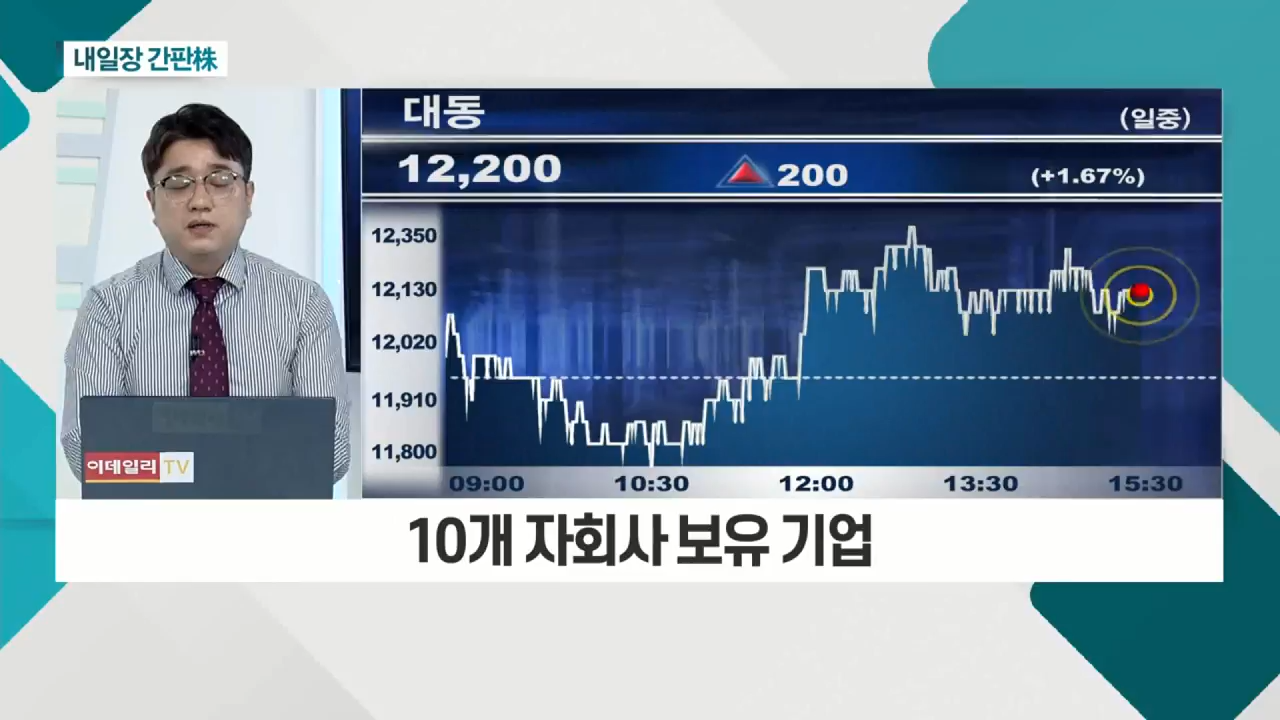 내일장 간판株
대동
(일중)
12,200 200 (+1.67%)
12,350
12,130
12,020
11,910
11,800
09:00 10:30 12:00 13:30 15:30
이데일리 TV
10개 자회사 보유 기업